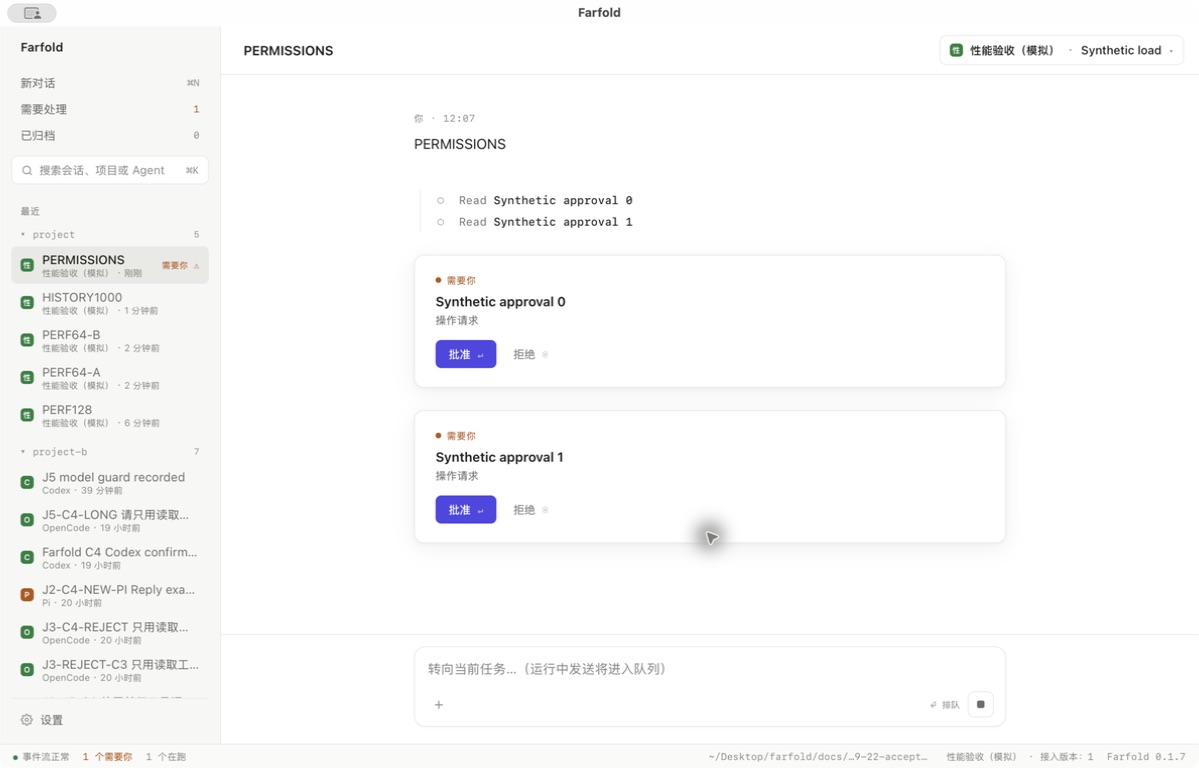 Farfold
Farfold
新对话 ⌘N
需要处理 1
已归档 0
搜索会话、项目或 Agent ⌘K
最近
project 5
性 PERMISSIONS
性能验收（模拟） · 刚刚 需要你
性 HISTORY1000
性能验收（模拟） · 1 分钟前
性 PERF64-B
性能验收（模拟） · 2 分钟前
性 PERF64-A
性能验收（模拟） · 2 分钟前
性 PERF128
性能验收（模拟） · 6 分钟前
project-b 7
C J5 model guard recorded
Codex · 39 分钟前
O J5-C4-LONG 请只用读取...
OpenCode · 19 小时前
C Farfold C4 Codex confirm...
Codex · 19 小时前
P J2-C4-NEW-PI Reply exa...
Pi · 20 小时前
O J3-C4-REJECT 只用读取...
OpenCode · 20 小时前
O J3-REJECT-C3 只用读取工...
OpenCode · 20 小时前
设置
PERMISSIONS
性 性能验收（模拟） · Synthetic load
你 · 12:07
PERMISSIONS
Read Synthetic approval 0
Read Synthetic approval 1
需要你
Synthetic approval 0
操作请求
批准 拒绝
需要你
Synthetic approval 1
操作请求
批准 拒绝
转向当前任务...（运行中发送将进入队列）
+ 排队
事件流正常 1 个需要你 1 个在跑
~/Desktop/farfold/docs/…9-22-accept… 性能验收（模拟） · 接入版本：1 Farfold 0.1.7